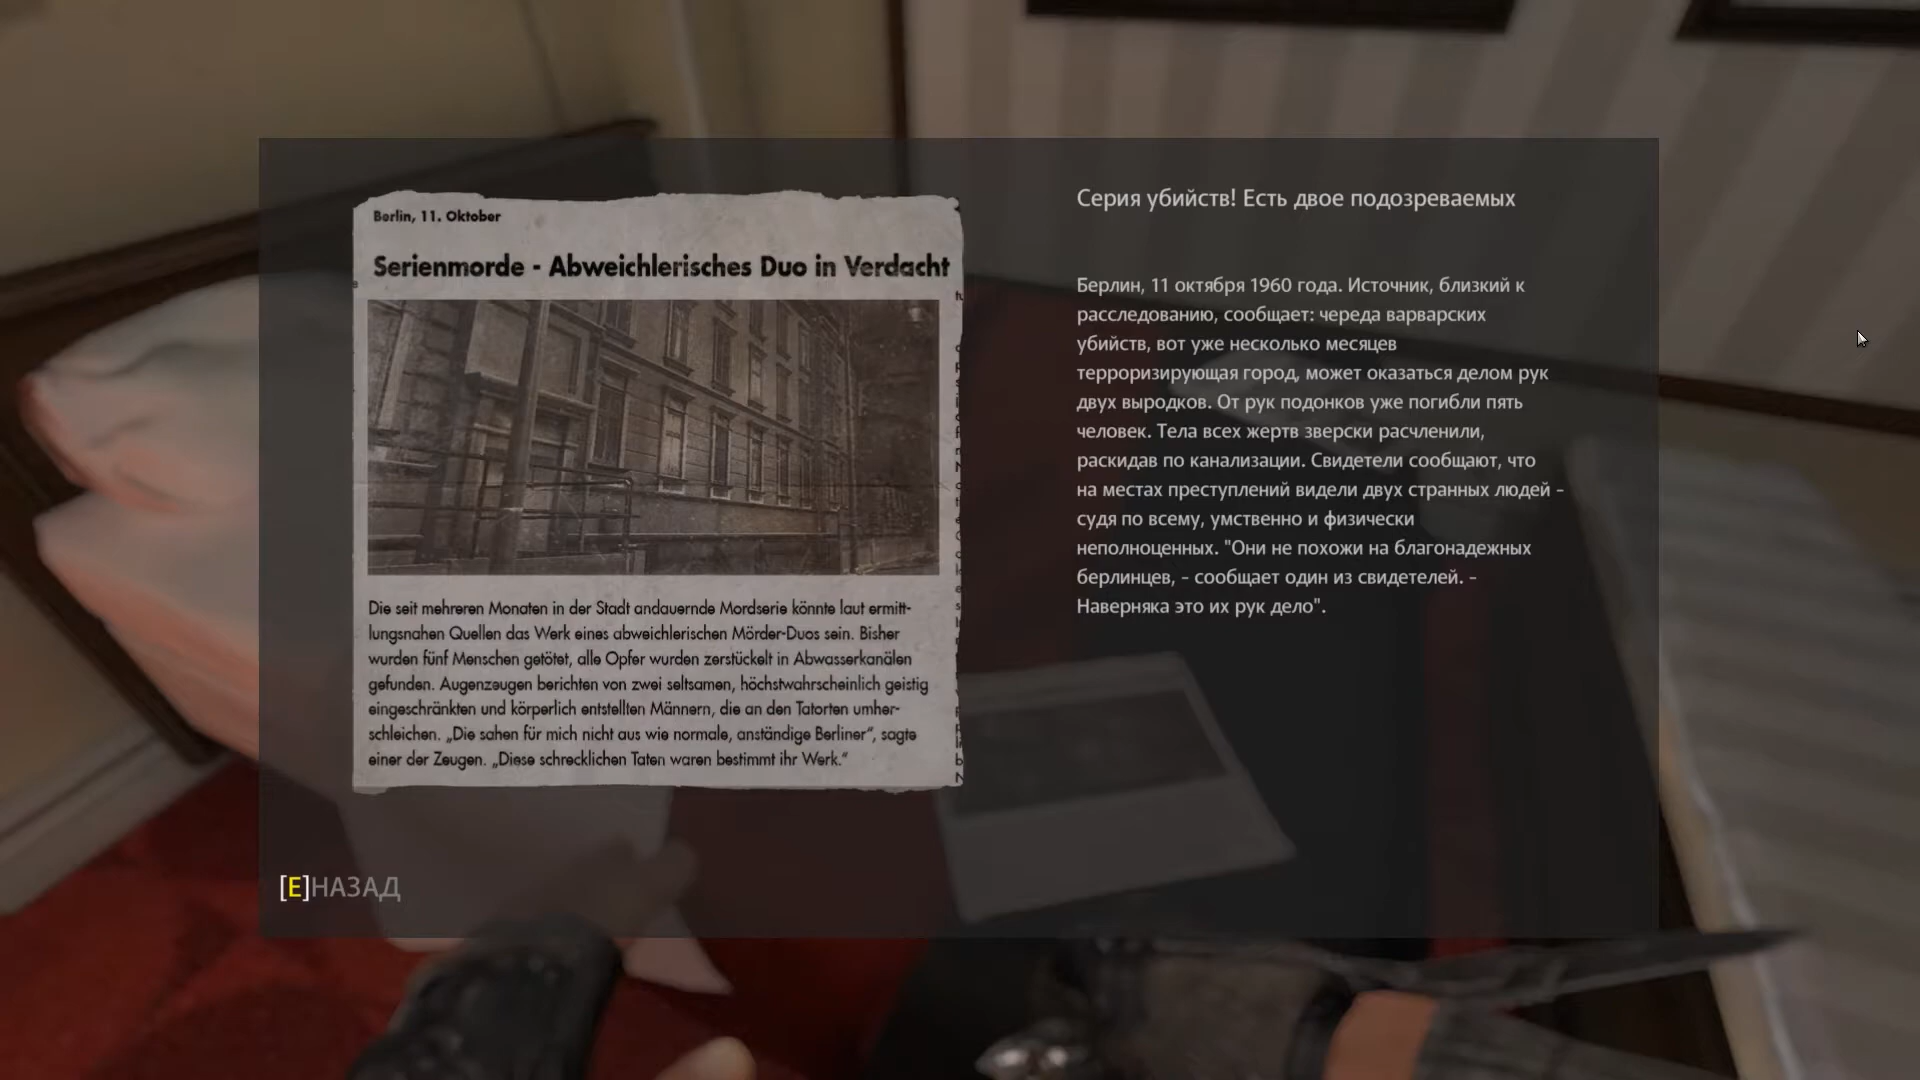 Berlin, 11. Oktober
Serienmorde - Abweichlerisches Duo in Verdacht
Die seit mehreren Monaten in der Stadt andauernde Mordserie könnte laut ermitt-
lungsnahen Quellen das Werk eines abweichlerischen Mörder-Duos sein. Bisher
wurden fünf Menschen getötet, alle Opfer wurden zerstückelt in Abwasserkanälen
gefunden. Augenzeugen berichten von zwei seltsamen, höchstwahrscheinlich geistig
eingeschränkten und körperlich entstellten Männern, die an den Tatorten umher-
schleichen. „Die sahen für mich nicht aus wie normale, anständige Berliner“, sagte
einer der Zeugen. „Diese schrecklichen Taten waren bestimmt ihr Werk.“
Серия убийств! Есть двое подозреваемых
Берлин, 11 октября 1960 года. Источник, близкий к
расследованию, сообщает: череда варварских
убийств, вот уже несколько месяцев
терроризирующая город, может оказаться делом рук
двух выродков. От рук подонков уже погибли пять
человек. Тела всех жертв зверски расчленили,
раскидав по канализации. Свидетели сообщают, что
на местах преступлений видели двух странных людей –
судя по всему, умственно и физически
неполноценных. "Они не похожи на благонадежных
берлинцев, – сообщает один из свидетелей. –
Наверняка это их рук дело".
[E]НАЗАД